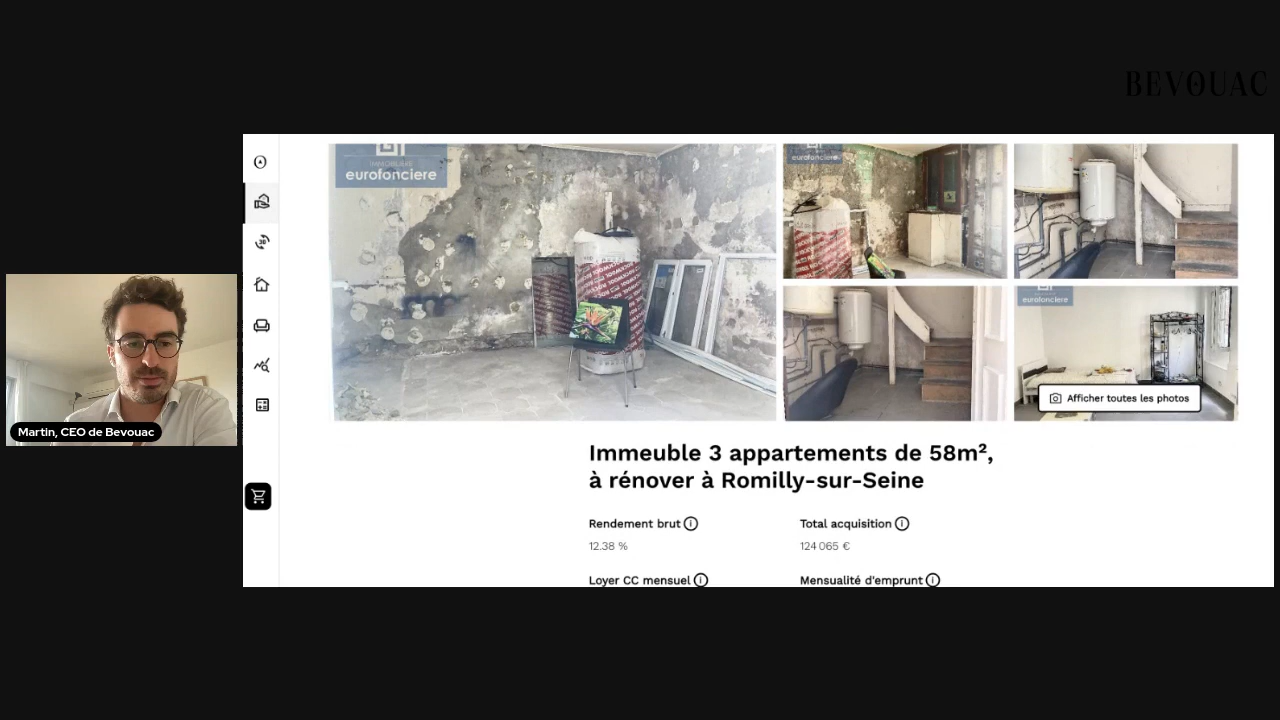 BEVOUAC
IMMOBILIÈRE
eurofonciere
eurofonciere
eurofonciere
Afficher toutes les photos
Martin, CEO de Bevouac
Immeuble 3 appartements de 58m²,
à rénover à Romilly-sur-Seine
Rendement brut
Total acquisition
12.38 %
124 065 €
Loyer CC mensuel
Mensualité d'emprunt